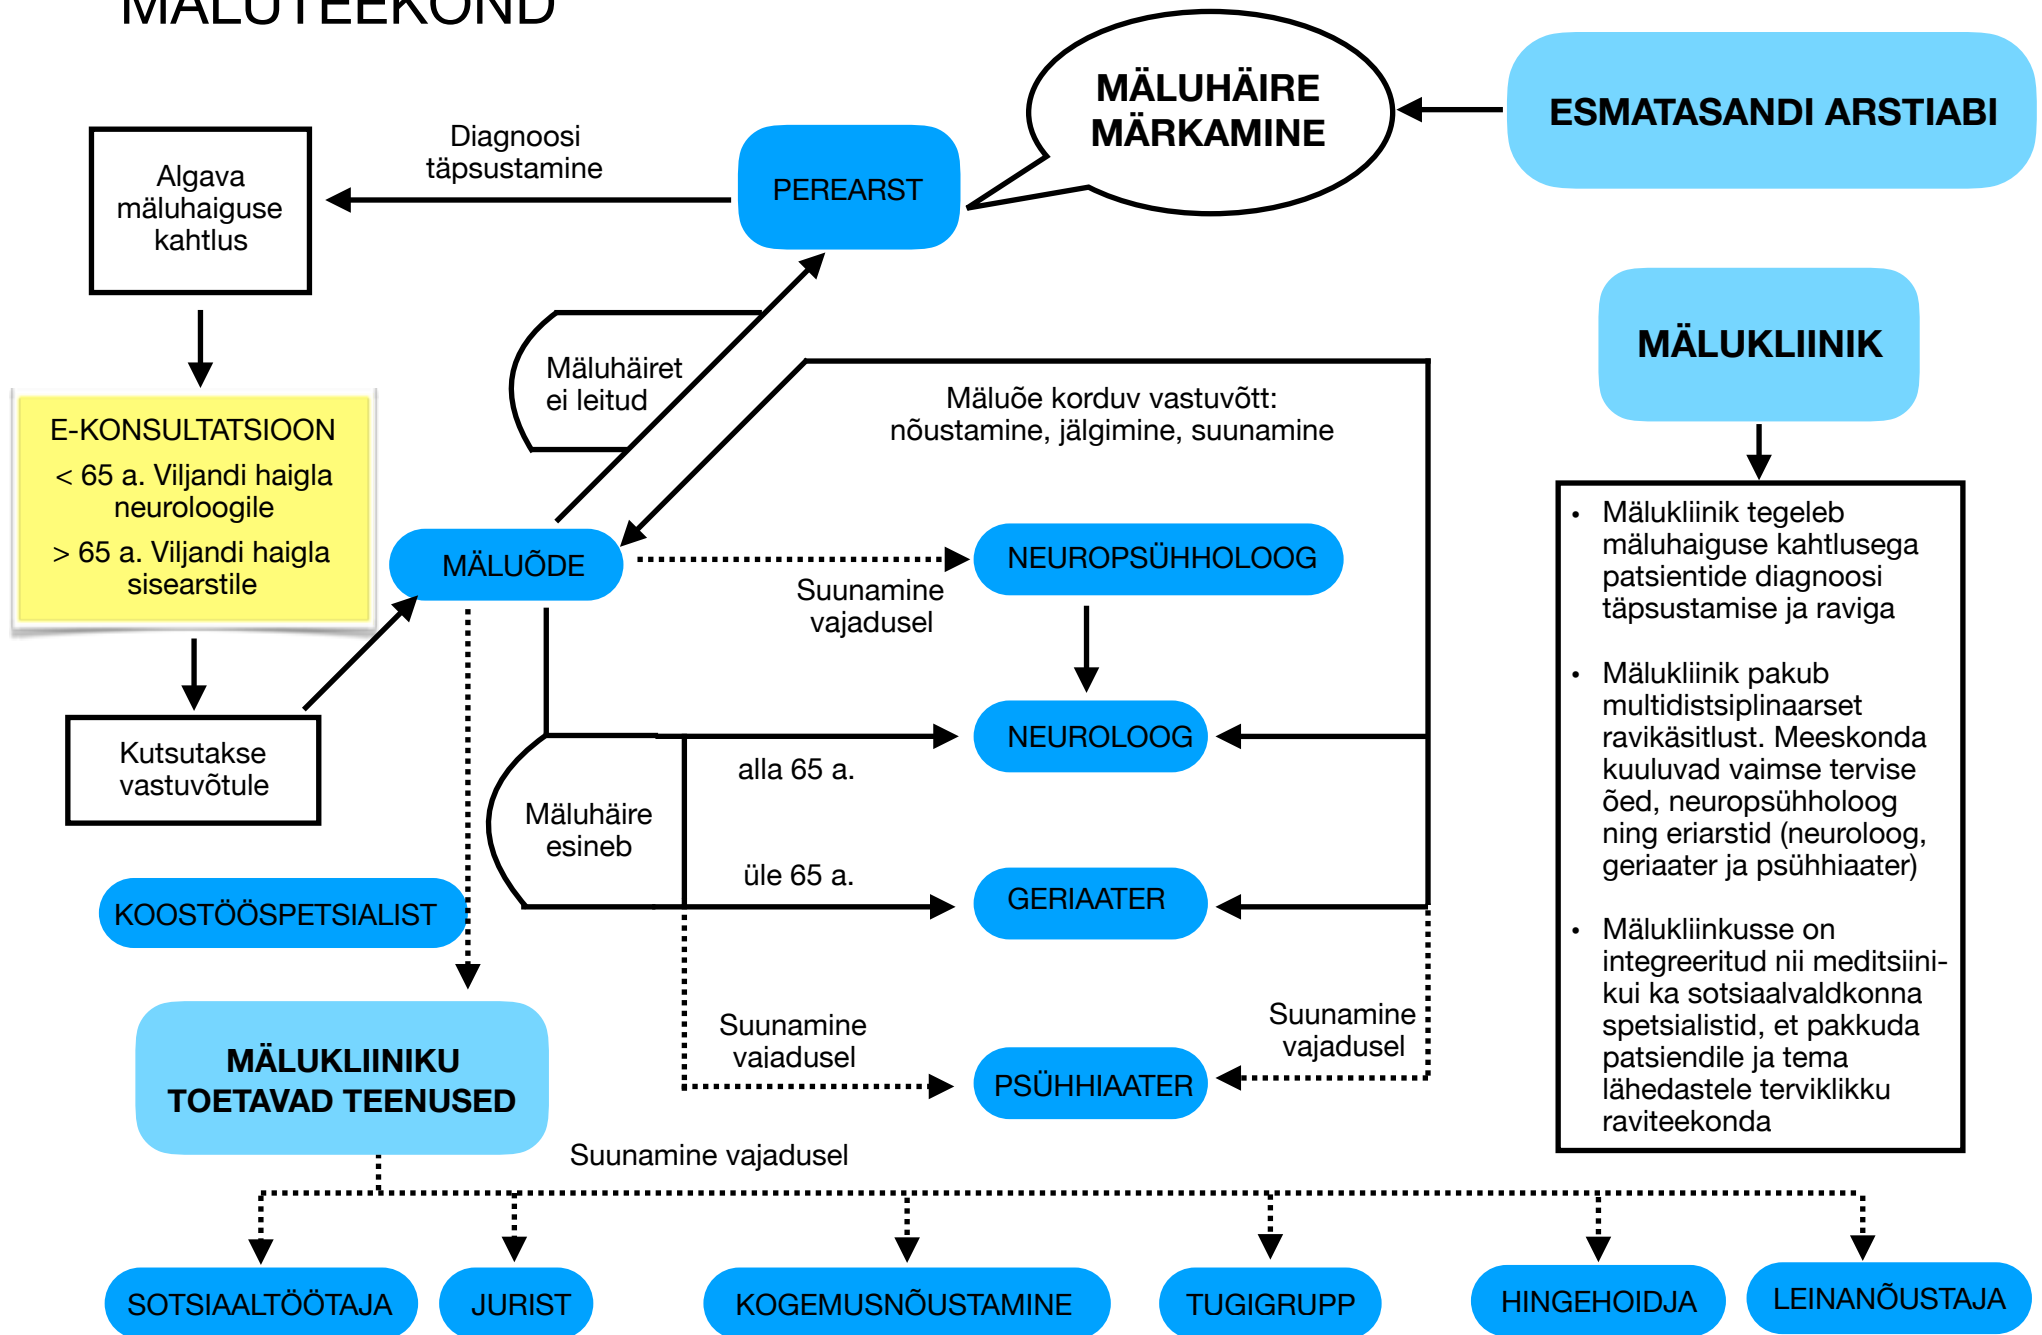 MÄLUTEEKOND
MÄLUHÄIRE
MÄRKAMINE
ESMATASANDI ARSTIABI
Diagnoosi
täpsustamine
PEREARST
Algava
mäluhaiguse
kahtlus
MÄLUKLIINIK
Mäluhäiret
ei leitud
Mäluõe korduv vastuvõtt:
nõustamine, jälgimine, suunamine
E-KONSULTATSIOON
< 65 a. Viljandi haigla
neuroloogile
> 65 a. Viljandi haigla
sisearstile
MÄLUÕDE
NEUROPSÜHHOLOOG
Suunamine
vajadusel
• Mälukliinik tegeleb
mäluhaiguse kahtlusega
patsientide diagnoosi
täpsustamise ja raviga
• Mälukliinik pakub
multidistsiplinaarset
ravikäsitlust. Meeskonda
kuuluvad vaimse tervise
õed, neuropsühholoog
ning eriarstid (neuroloog,
geriaater ja psühhiaater)
• Mälukliinkusse on
integreeritud nii meditsiini-
kui ka sotsiaalvaldkonna
spetsialistid, et pakkuda
patsiendile ja tema
lähedastele terviklikku
raviteekonda
Kutsutakse
vastuvõtule
NEUROLOOG
alla 65 a.
Mäluhäire
esineb
üle 65 a.
GERIAATER
KOOSTÖÖSPETSIALIST
Suunamine
vajadusel
Suunamine
vajadusel
PSÜHHIAATER
MÄLUKLIINIKU
TOETAVAD TEENUSED
Suunamine vajadusel
SOTSIAALTÖÖTAJA
JURIST
KOGEMUSNÕUSTAMINE
TUGIGRUPP
HINGEHOIDJA
LEINANÕUSTAJA